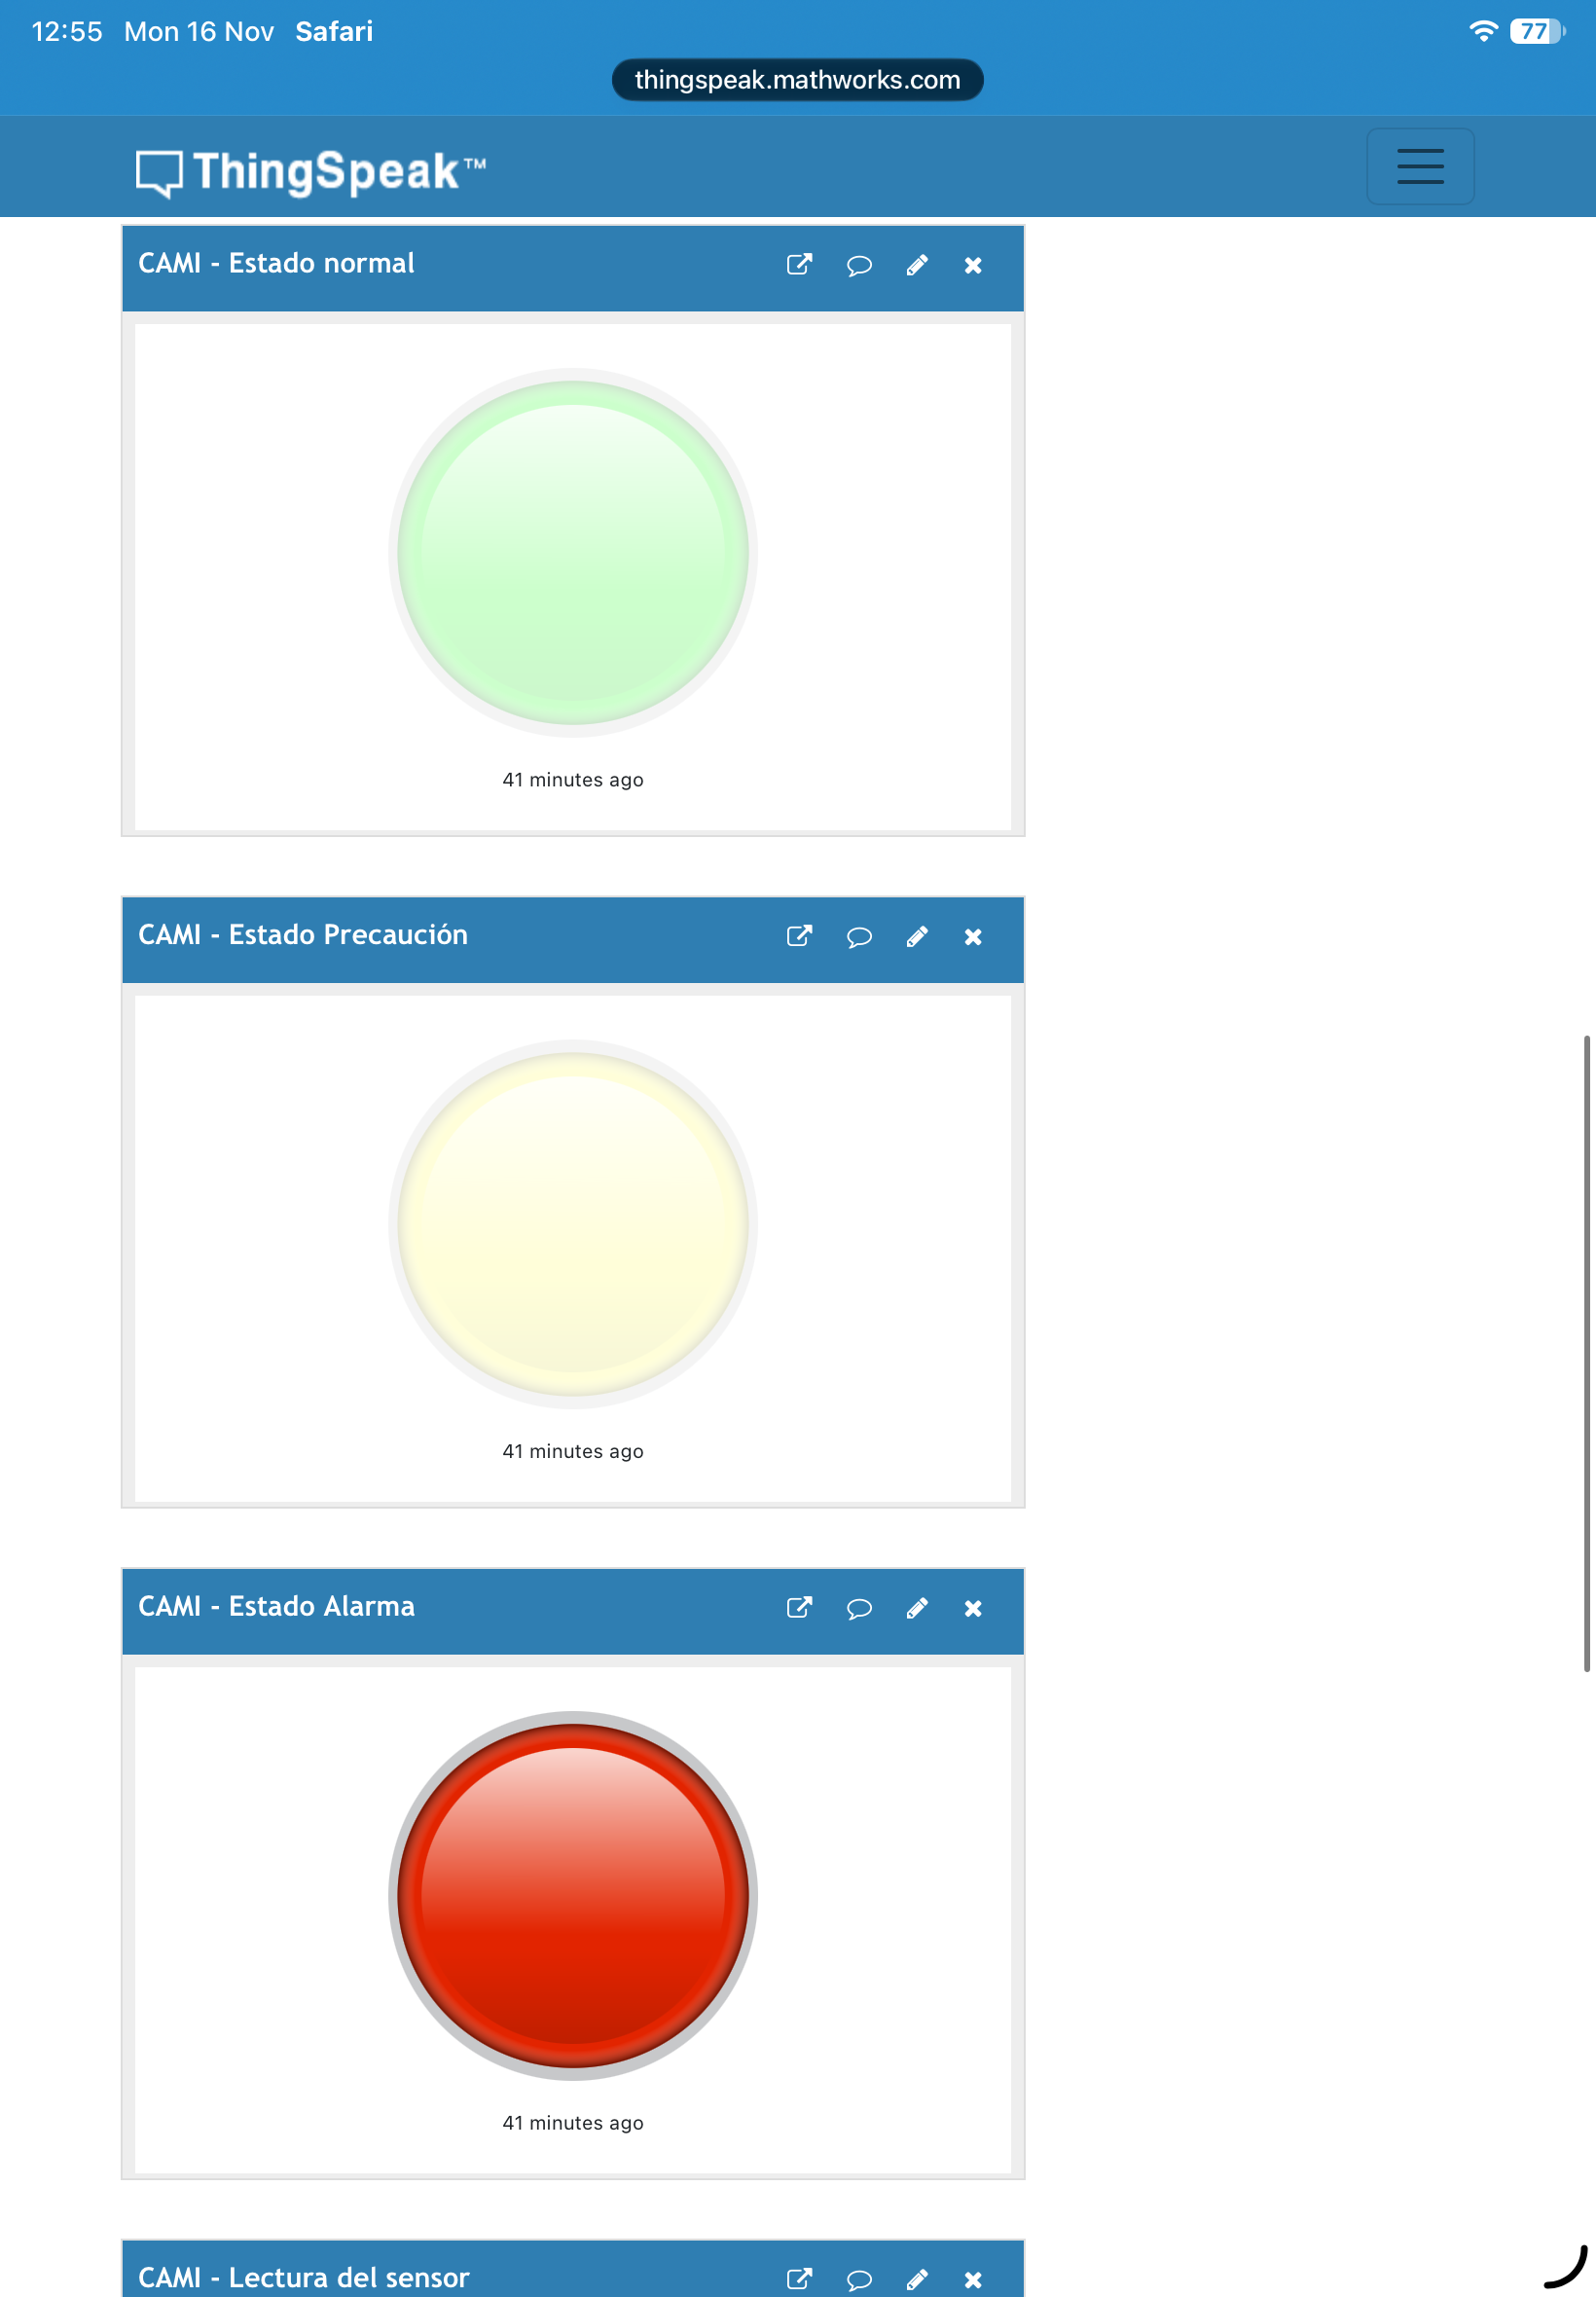 12:55 Mon 16 Nov Safari 77
thingspeak.mathworks.com
ThingSpeak™
CAMI - Estado normal
41 minutes ago
CAMI - Estado Precaución
41 minutes ago
CAMI - Estado Alarma
41 minutes ago
CAMI - Lectura del sensor